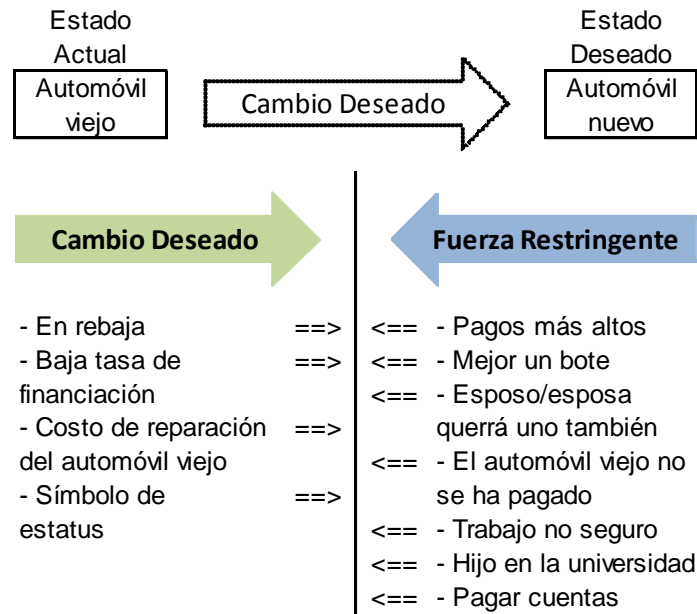 Estado
Actual
Automóvil
viejo
Cambio Deseado
Estado
Deseado
Automóvil
nuevo
Cambio Deseado
- En rebaja ==>
- Baja tasa de ==>
financiación
- Costo de reparación ==>
del automóvil viejo
- Símbolo de ==>
estatus
Fuerza Restringente
<== - Pagos más altos
<== - Mejor un bote
<== - Esposo/esposa
querrá uno también
<== - El automóvil viejo no
se ha pagado
<== - Trabajo no seguro
<== - Hijo en la universidad
<== - Pagar cuentas